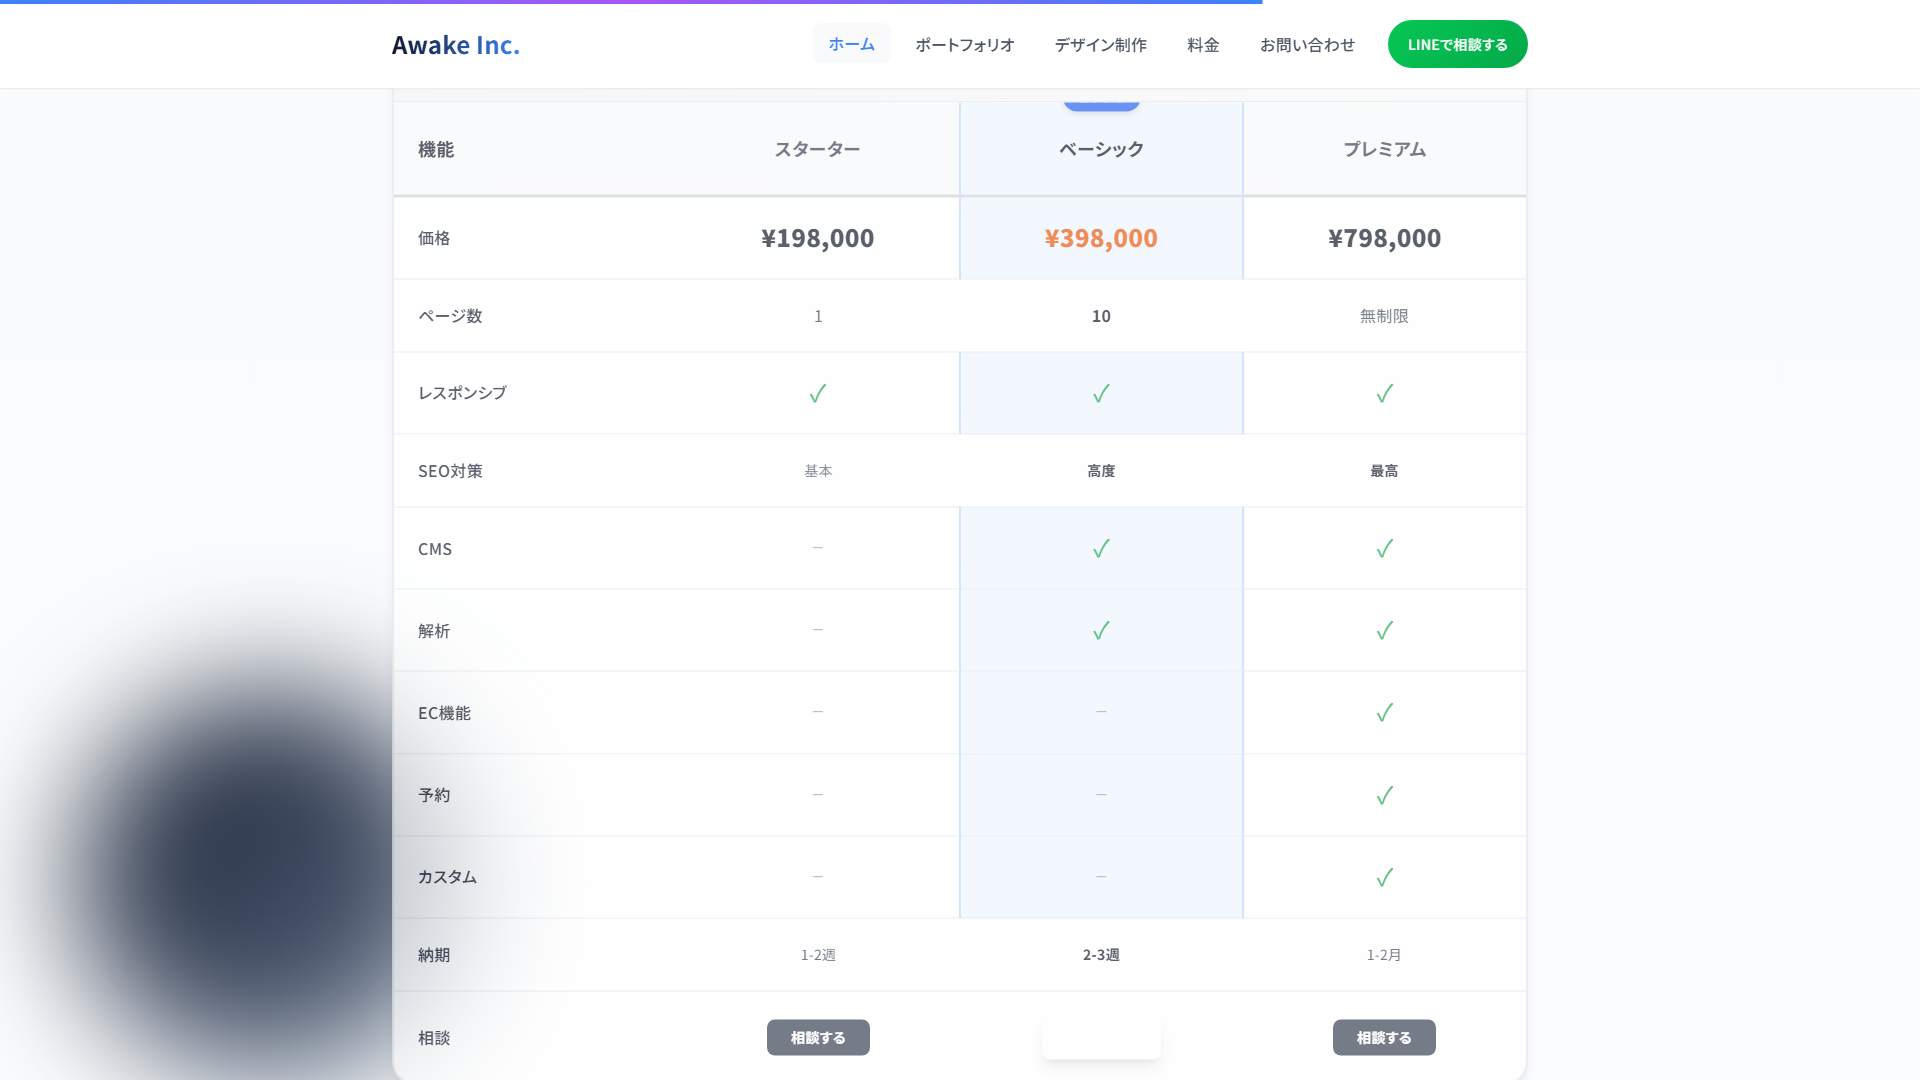 Awake Inc.
ホーム
ポートフォリオ
デザイン制作
料金
お問い合わせ
LINEで相談する
機能 スターター ベーシック プレミアム
価格 ¥198,000 ¥398,000 ¥798,000
ページ数 1 10 無制限
レスポンシブ ✓ ✓ ✓
SEO対策 基本 高度 最高
CMS – ✓ ✓
解析 – ✓ ✓
EC機能 – – ✓
予約 – – ✓
カスタム – – ✓
納期 1-2週 2-3週 1-2月
相談 相談する 相談する